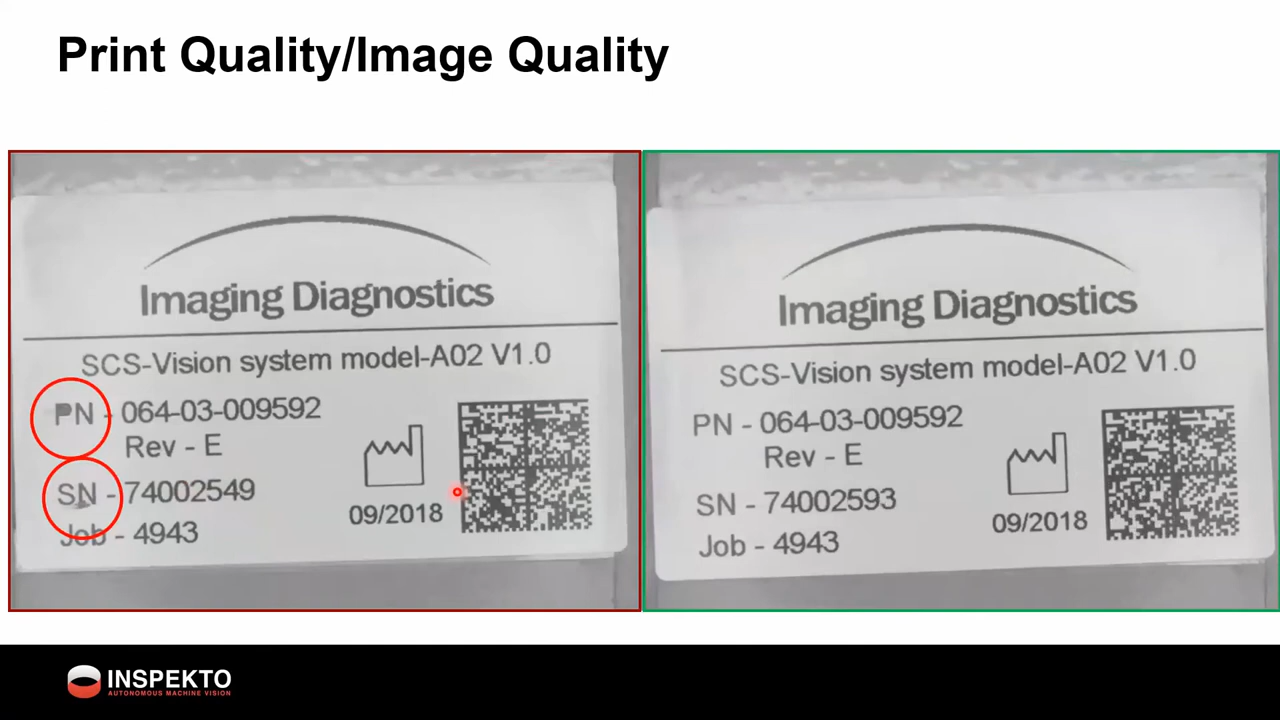 Print Quality/Image Quality
Imaging Diagnostics
SCS-Vision system model-A02 V1.0
PN - 064-03-009592
Rev - E
SN - 74002549
Job - 4943
09/2018
Imaging Diagnostics
SCS-Vision system model-A02 V1.0
PN - 064-03-009592
Rev - E
SN - 74002593
Job - 4943
09/2018
INSPEKTO
AUTONOMOUS MACHINE VISION